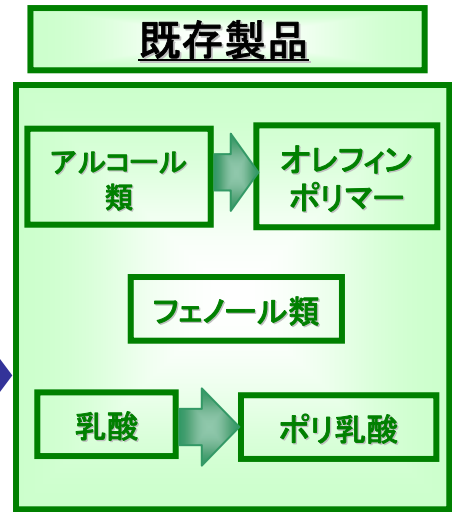 既存製品
アルコール
類
オレフィン
ポリマー
フェノール類
乳酸
ポリ乳酸